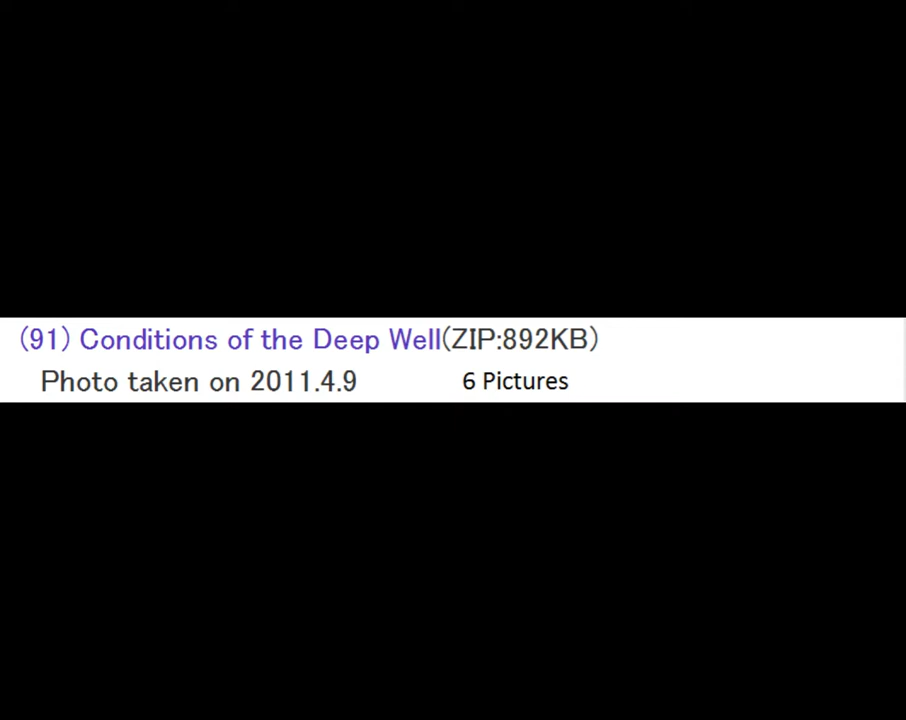 (91) Conditions of the Deep Well(ZIP:892KB)
Photo taken on 2011.4.9 6 Pictures